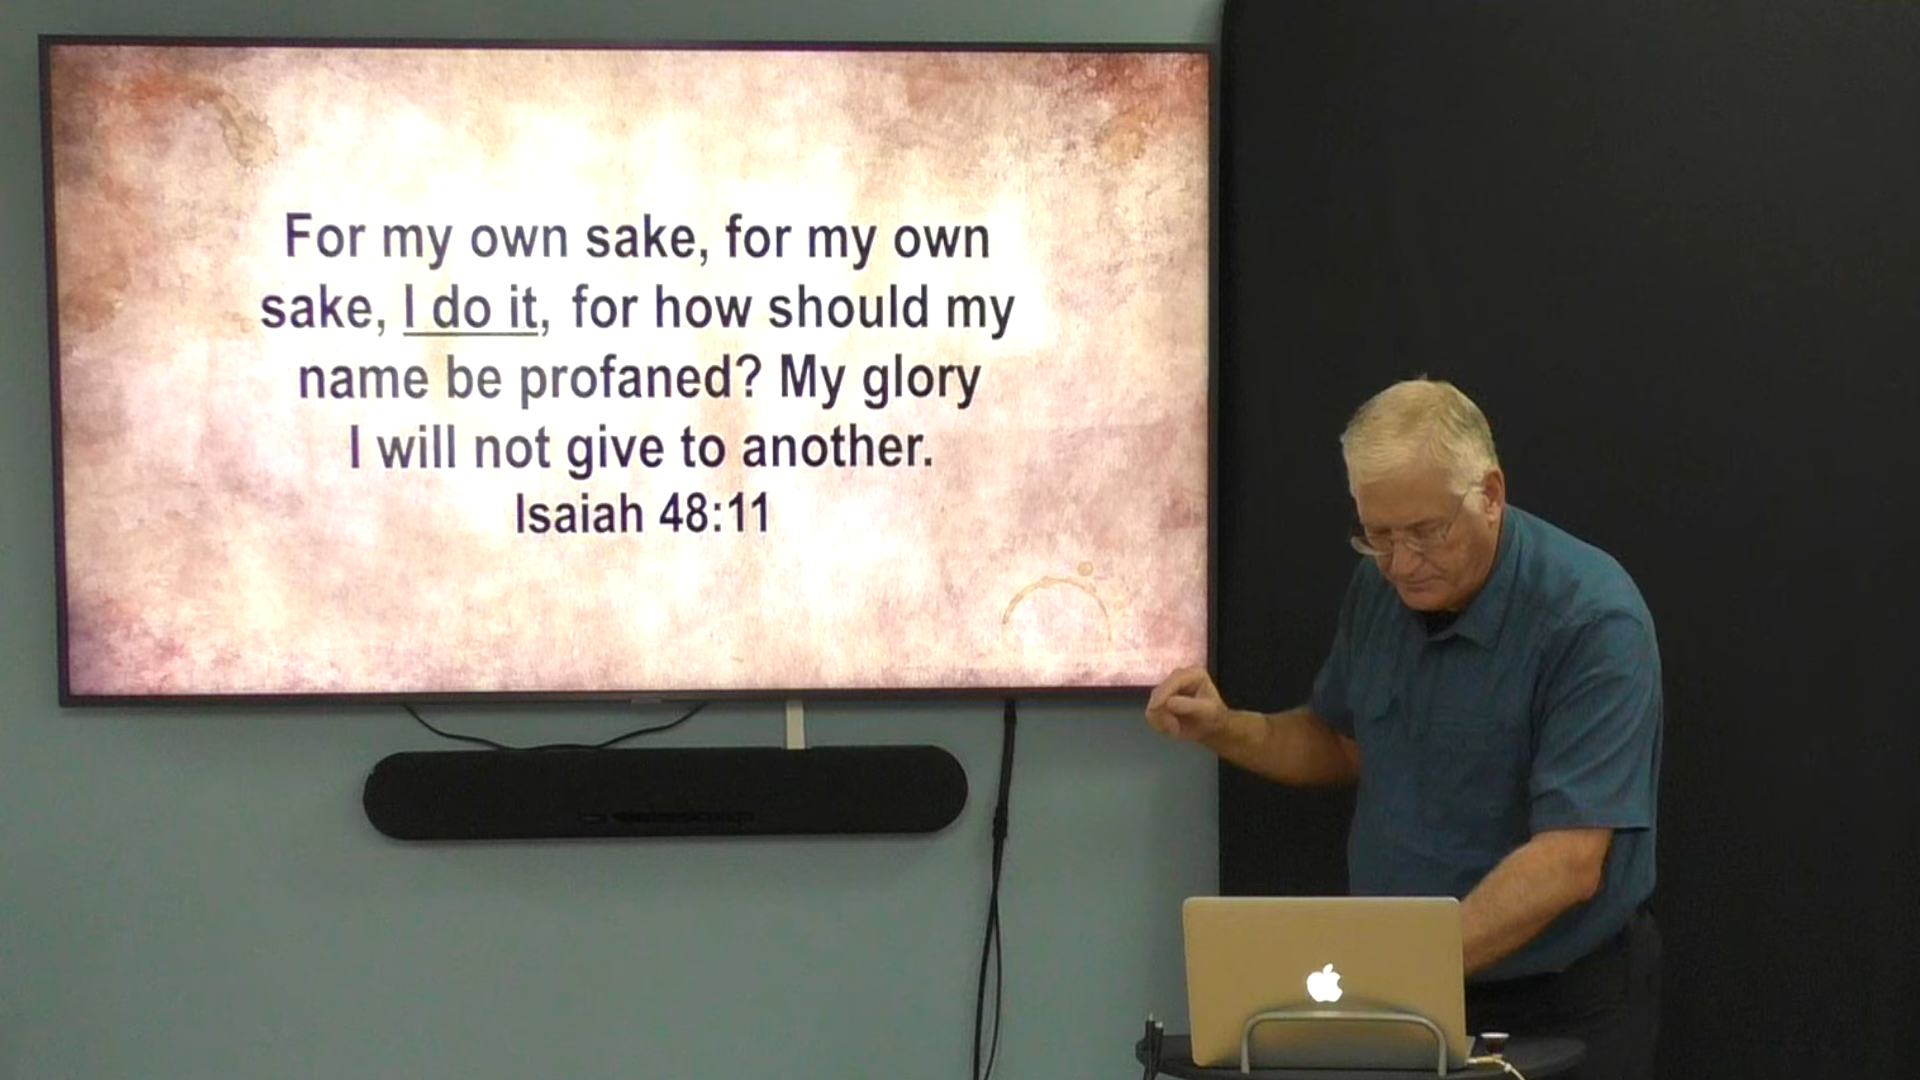 For my own sake, for my own
sake, I do it, for how should my
name be profaned? My glory
I will not give to another.
Isaiah 48:11